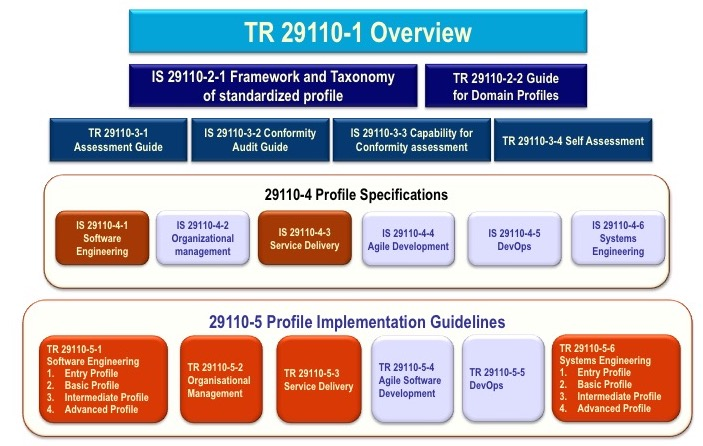 TR 29110-1 Overview
IS 29110-2-1 Framework and Taxonomy
of standardized profile
TR 29110-2-2 Guide
for Domain Profiles
TR 29110-3-1
Assessment Guide
IS 29110-3-2 Conformity
Audit Guide
IS 29110-3-3 Capability for
Conformity assessment
TR 29110-3-4 Self Assessment
29110-4 Profile Specifications
IS 29110-4-1
Software
Engineering
IS 29110-4-2
Organizational
management
IS 29110-4-3
Service Delivery
IS 29110-4-4
Agile Development
IS 29110-4-5
DevOps
IS 29110-4-6
Systems
Engineering
29110-5 Profile Implementation Guidelines
TR 29110-5-1
Software Engineering
1. Entry Profile
2. Basic Profile
3. Intermediate Profile
4. Advanced Profile
TR 29110-5-2
Organisational
Management
TR 29110-5-3
Service Delivery
TR 29110-5-4
Agile Software
Development
TR 29110-5-5
DevOps
TR 29110-5-6
Systems Engineering
1. Entry Profile
2. Basic Profile
3. Intermediate Profile
4. Advanced Profile